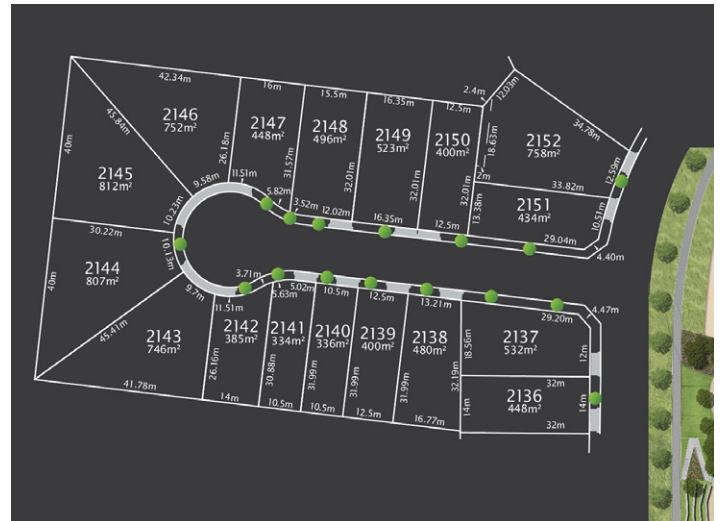 42.34m
16m
15.5m
16.35m
12.5m
2.4m
12.03m
34.78m
2146
752m²
2147
448m²
2148
496m²
2149
523m²
2150
400m²
2152
758m²
45.84m
26.18m
31.57m
32.01m
32.01m
32.01m
18.63m
12.59m
40m
2145
812m²
9.58m
11.51m
5.82m
3.52m
12.02m
16.35m
12.5m
2m
33.82m
2151
434m²
13.38m
10.51m
29.04m
4.40m
10.23m
30.22m
10.13m
40m
2144
807m²
9.7m
11.51m
3.71m
5.63m
5.02m
10.5m
12.5m
13.21m
29.20m
4.47m
45.41m
2143
746m²
2142
385m²
2141
334m²
2140
336m²
2139
400m²
2138
480m²
2137
532m²
26.16m
30.88m
31.99m
31.99m
31.99m
32.19m
18.56m
12m
32m
2136
448m²
14m
14m
32m
41.78m
14m
10.5m
10.5m
12.5m
16.77m